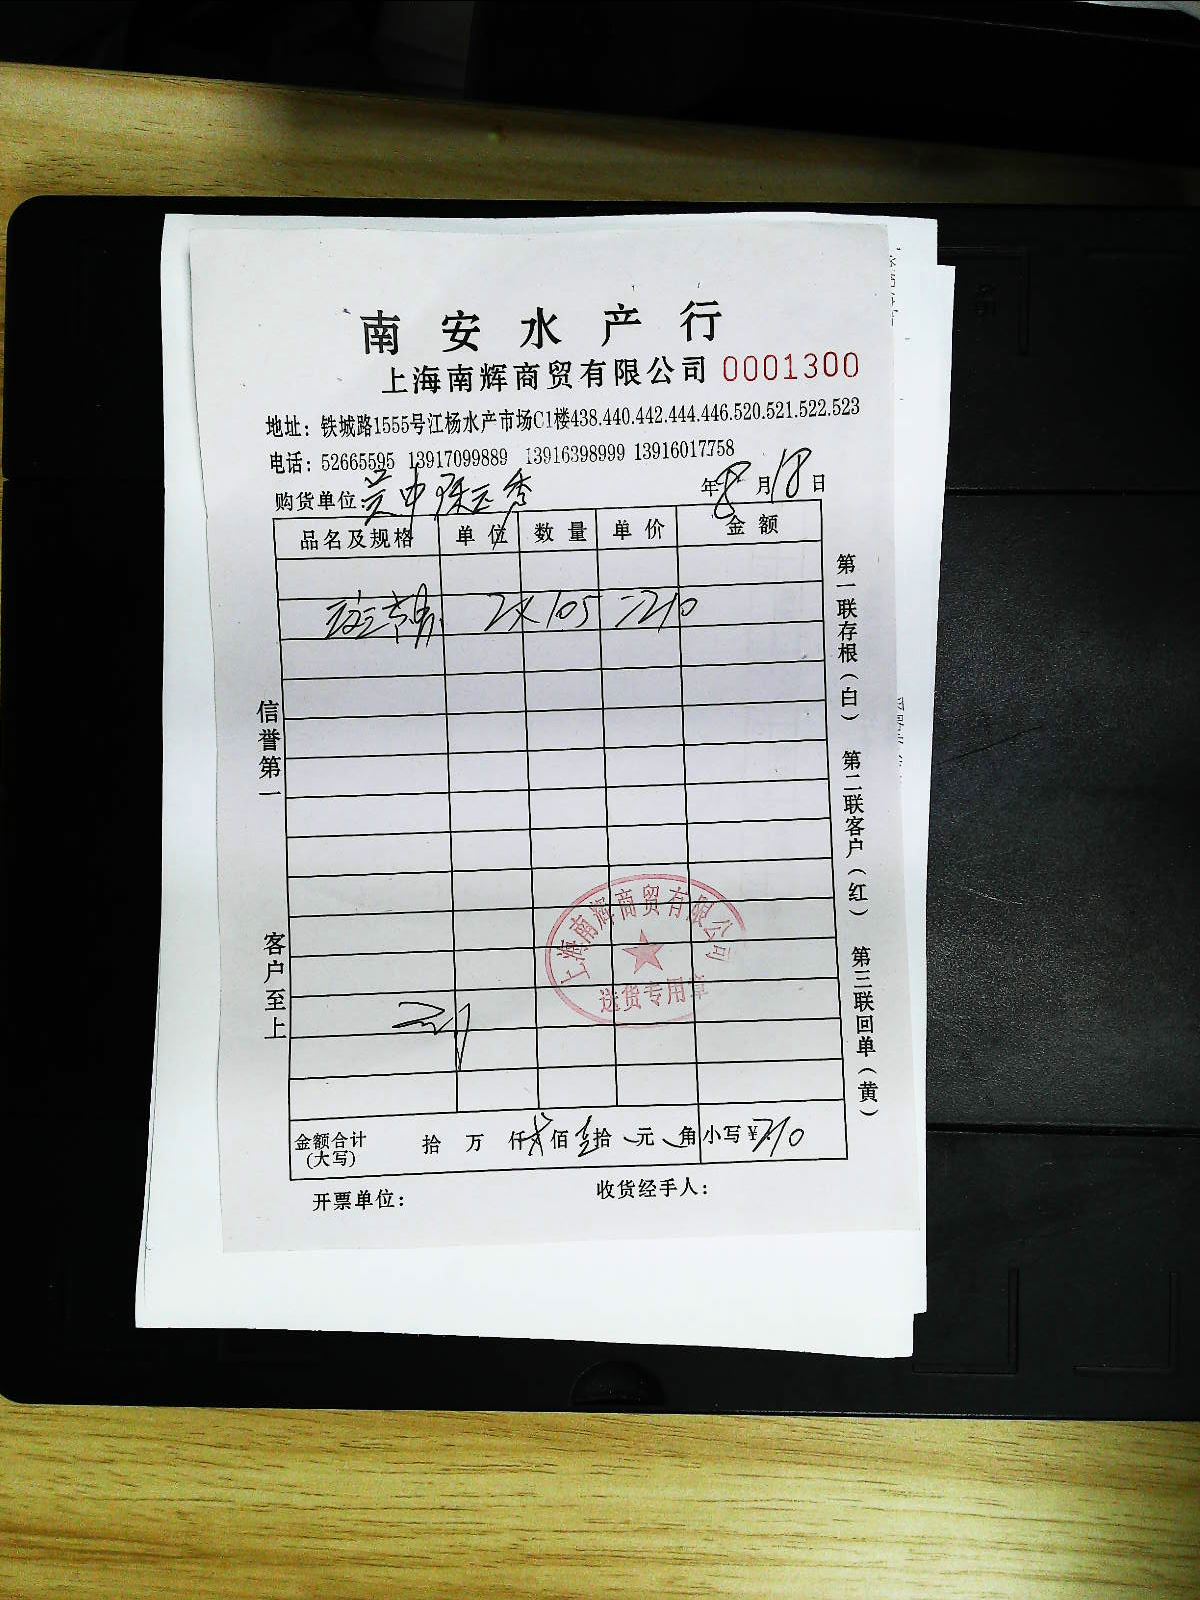 南安水产行
上海南辉商贸有限公司 0001300
地址：铁城路1555号江杨水产市场C1楼438.440.442.444.446.520.521.522.523
电话：52665595 13917099889 13916398999 13916017758
购货单位： 年8月18日
品名及规格 单位 数量 单价 金额
2×105=210
信誉第一
客户至上
第一联存根（白）
第二联客户（红）
第三联回单（黄）
上海南辉商贸有限公司
送货专用章
金额合计 拾 万 仟 贰佰 壹拾 元 角 小写¥：210
(大写)
开票单位： 收货经手人：